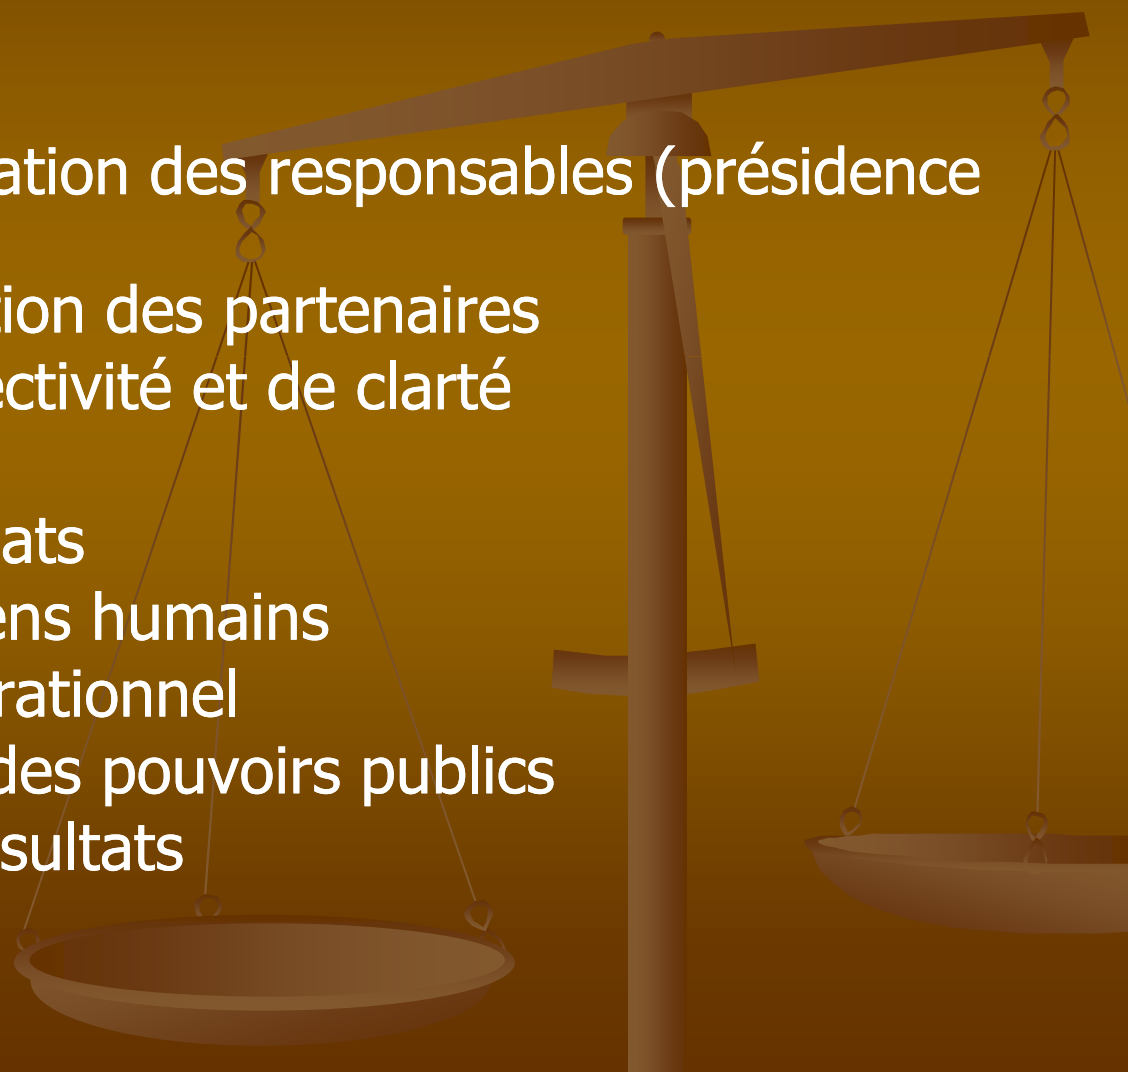 ation des responsables (présidence
tion des partenaires
ectivité et de clarté
ats
ens humains
rationnel
des pouvoirs publics
sultats